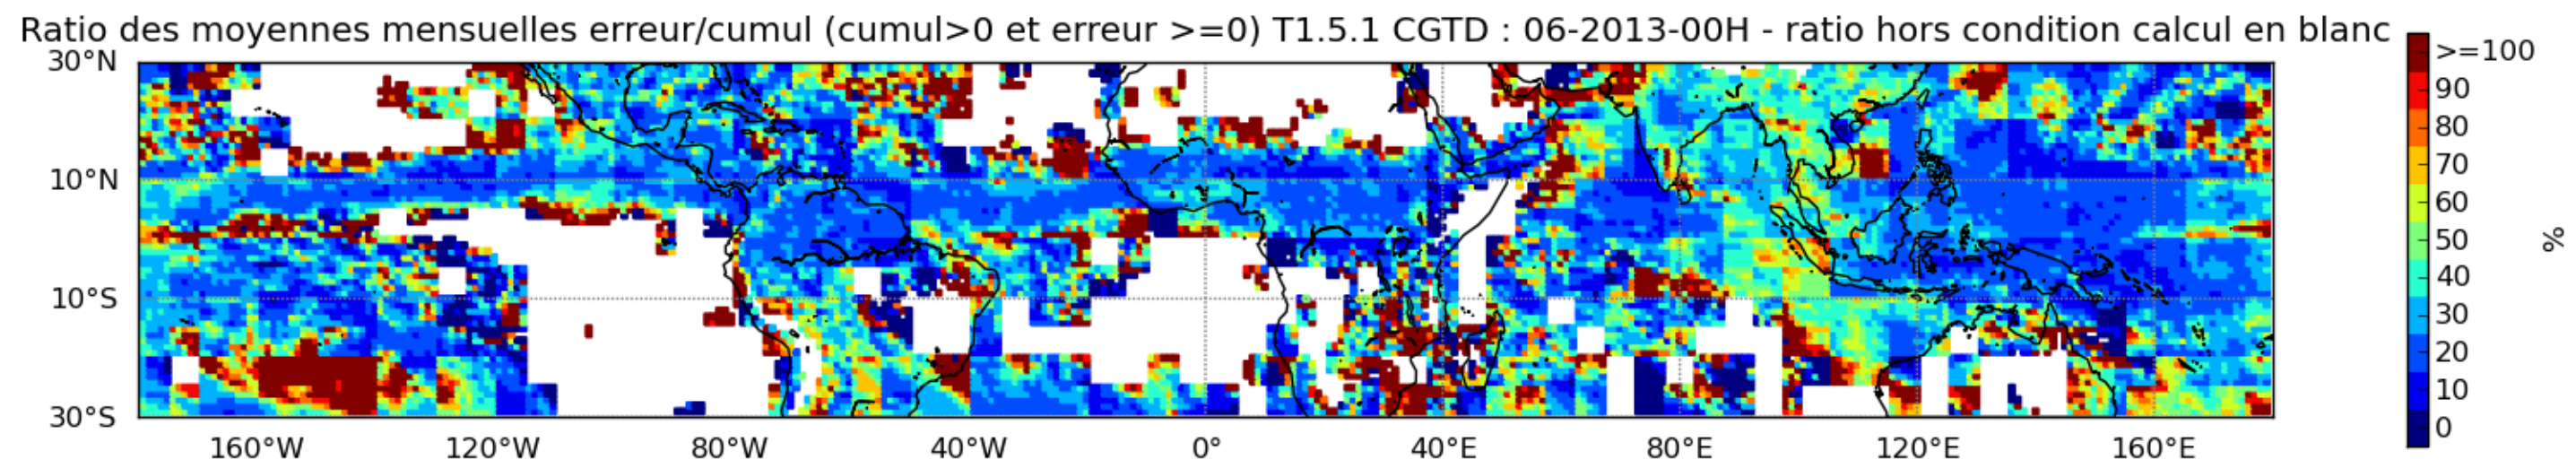 Ratio des moyennes mensuelles erreur/cumul (cumul>0 et erreur >=0) T1.5.1 CGTD : 06-2013-00H - ratio hors condition calcul en blanc
30°N
10°N
10°S
30°S
160°W 120°W 80°W 40°W 0° 40°E 80°E 120°E 160°E
>=100
90
80
70
60
50
40
30
20
10
0
%